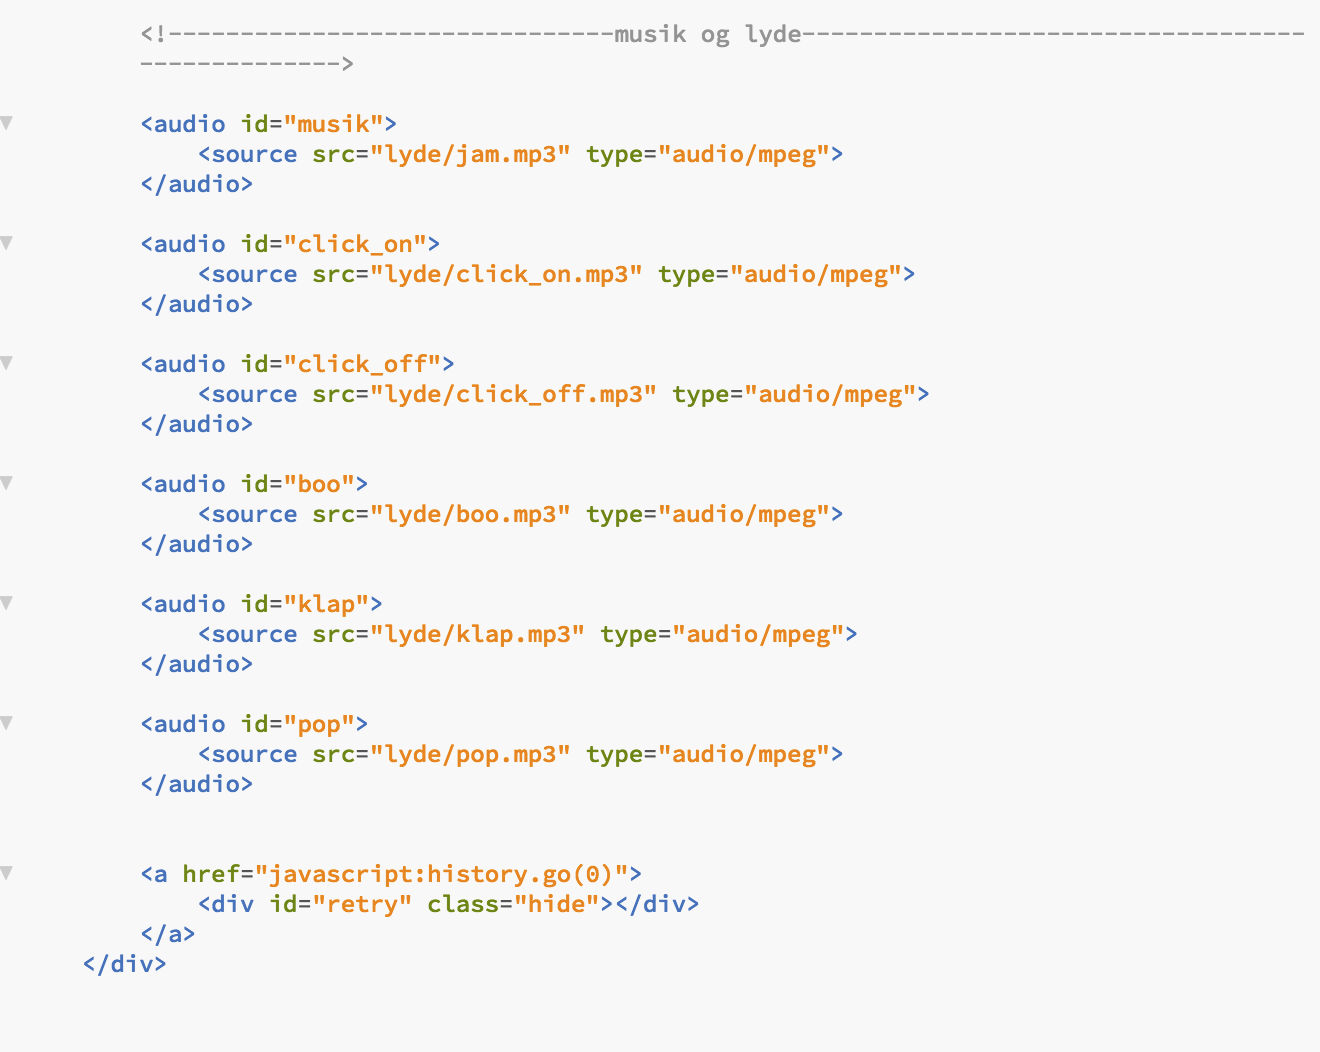 <!-------------------------------musik og lyde-----------------------------------
-------------->
<audio id="musik">
<source src="lyde/jam.mp3" type="audio/mpeg">
</audio>
<audio id="click_on">
<source src="lyde/click_on.mp3" type="audio/mpeg">
</audio>
<audio id="click_off">
<source src="lyde/click_off.mp3" type="audio/mpeg">
</audio>
<audio id="boo">
<source src="lyde/boo.mp3" type="audio/mpeg">
</audio>
<audio id="klap">
<source src="lyde/klap.mp3" type="audio/mpeg">
</audio>
<audio id="pop">
<source src="lyde/pop.mp3" type="audio/mpeg">
</audio>
<a href="javascript:history.go(0)">
<div id="retry" class="hide"></div>
</a>
</div>